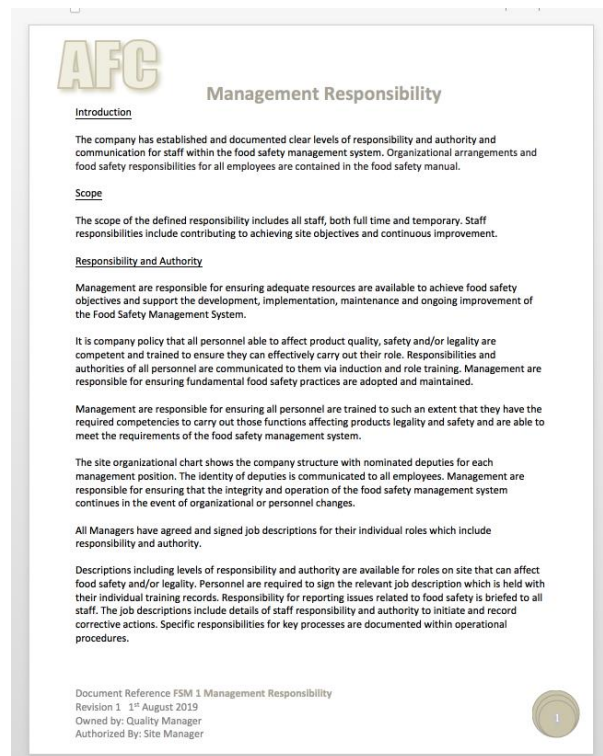 AFC
Management Responsibility
Introduction
The company has established and documented clear levels of responsibility and authority and
communication for staff within the food safety management system. Organizational arrangements and
food safety responsibilities for all employees are contained in the food safety manual.
Scope
The scope of the defined responsibility includes all staff, both full time and temporary. Staff
responsibilities include contributing to achieving site objectives and continuous improvement.
Responsibility and Authority
Management are responsible for ensuring adequate resources are available to achieve food safety
objectives and support the development, implementation, maintenance and ongoing improvement of
the Food Safety Management System.
It is company policy that all personnel able to affect product quality, safety and/or legality are
competent and trained to ensure they can effectively carry out their role. Responsibilities and
authorities of all personnel are communicated to them via induction and role training. Management are
responsible for ensuring fundamental food safety practices are adopted and maintained.
Management are responsible for ensuring all personnel are trained to such an extent that they have the
required competencies to carry out those functions affecting products legality and safety and are able to
meet the requirements of the food safety management system.
The site organizational chart shows the company structure with nominated deputies for each
management position. The identity of deputies is communicated to all employees. Management are
responsible for ensuring that the integrity and operation of the food safety management system
continues in the event of organizational or personnel changes.
All Managers have agreed and signed job descriptions for their individual roles which include
responsibility and authority.
Descriptions including levels of responsibility and authority are available for roles on site that can affect
food safety and/or legality. Personnel are required to sign the relevant job description which is held with
their individual training records. Responsibility for reporting issues related to food safety is briefed to all
staff. The job descriptions include details of staff responsibility and authority to initiate and record
corrective actions. Specific responsibilities for key processes are documented within operational
procedures.
Document Reference FSM 1 Management Responsibility
Revision 1 1st August 2019
Owned by: Quality Manager
Authorized By: Site Manager
1